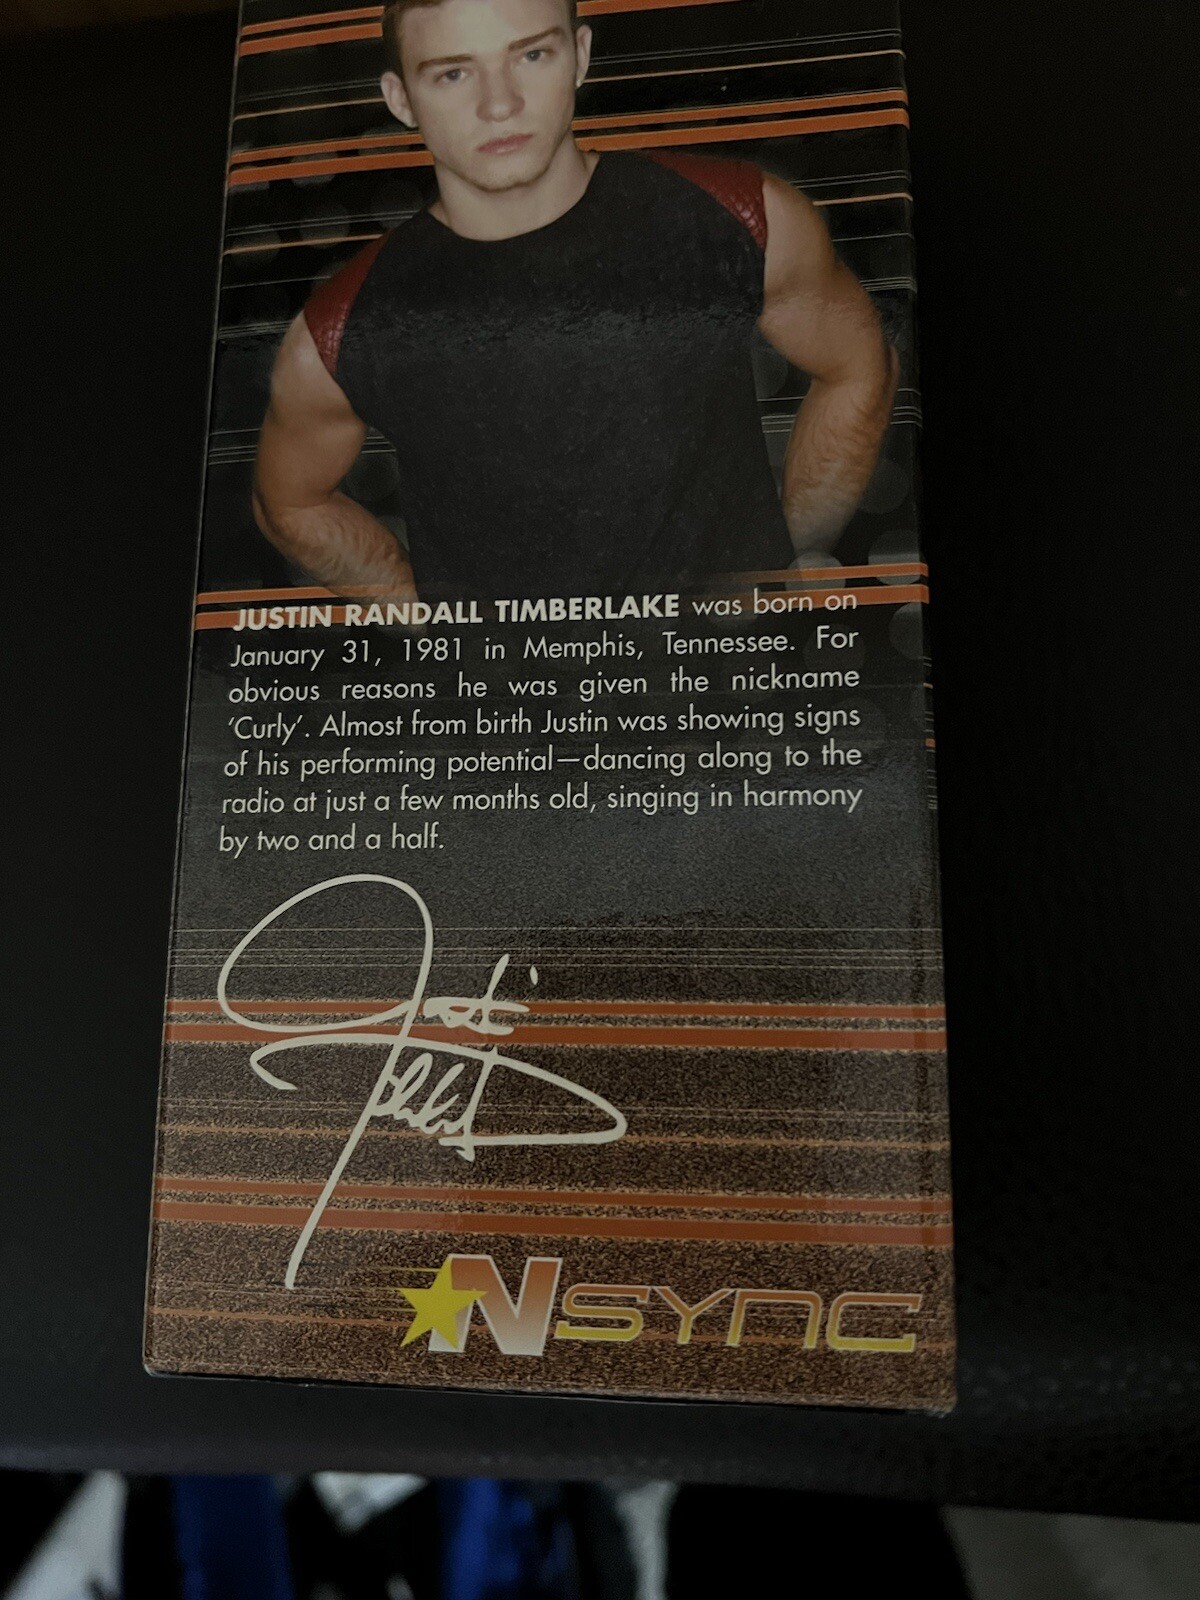 JUSTIN RANDALL TIMBERLAKE was born on
January 31, 1981 in Memphis, Tennessee. For
obvious reasons he was given the nickname
'Curly'. Almost from birth Justin was showing signs
of his performing potential—dancing along to the
radio at just a few months old, singing in harmony
by two and a half.
Justin
NSYNC